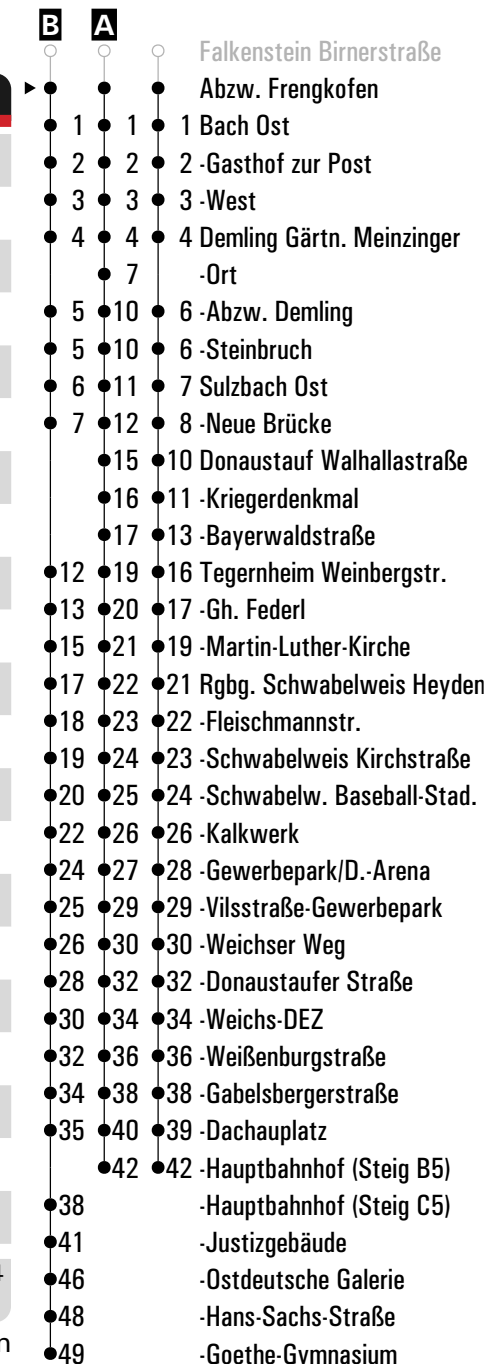 B A
Falkenstein Birnerstraße
Abzw. Frengkofen
1 1 1 Bach Ost
2 2 2 -Gasthof zur Post
3 3 3 -West
4 4 4 Demling Gärtn. Meinzinger
7 -Ort
5 10 6 -Abzw. Demling
5 10 6 -Steinbruch
6 11 7 Sulzbach Ost
7 12 8 -Neue Brücke
15 10 Donaustauf Walhallastraße
16 11 -Kriegerdenkmal
17 13 -Bayerwaldstraße
12 19 16 Tegernheim Weinbergstr.
13 20 17 -Gh. Federl
15 21 19 -Martin-Luther-Kirche
17 22 21 Rgbg. Schwabelweis Heyden
18 23 22 -Fleischmannstr.
19 24 23 -Schwabelweis Kirchstraße
20 25 24 -Schwabelw. Baseball-Stad.
22 26 26 -Kalkwerk
24 27 28 -Gewerbepark/D.-Arena
25 29 29 -Vilsstraße-Gewerbepark
26 30 30 -Weichser Weg
28 32 32 -Donaustaufer Straße
30 34 34 -Weichs-DEZ
32 36 36 -Weißenburgstraße
34 38 38 -Gabelsbergerstraße
35 40 39 -Dachauplatz
42 42 -Hauptbahnhof (Steig B5)
38 -Hauptbahnhof (Steig C5)
41 -Justizgebäude
46 -Ostdeutsche Galerie
48 -Hans-Sachs-Straße
49 -Goethe-Gymnasium